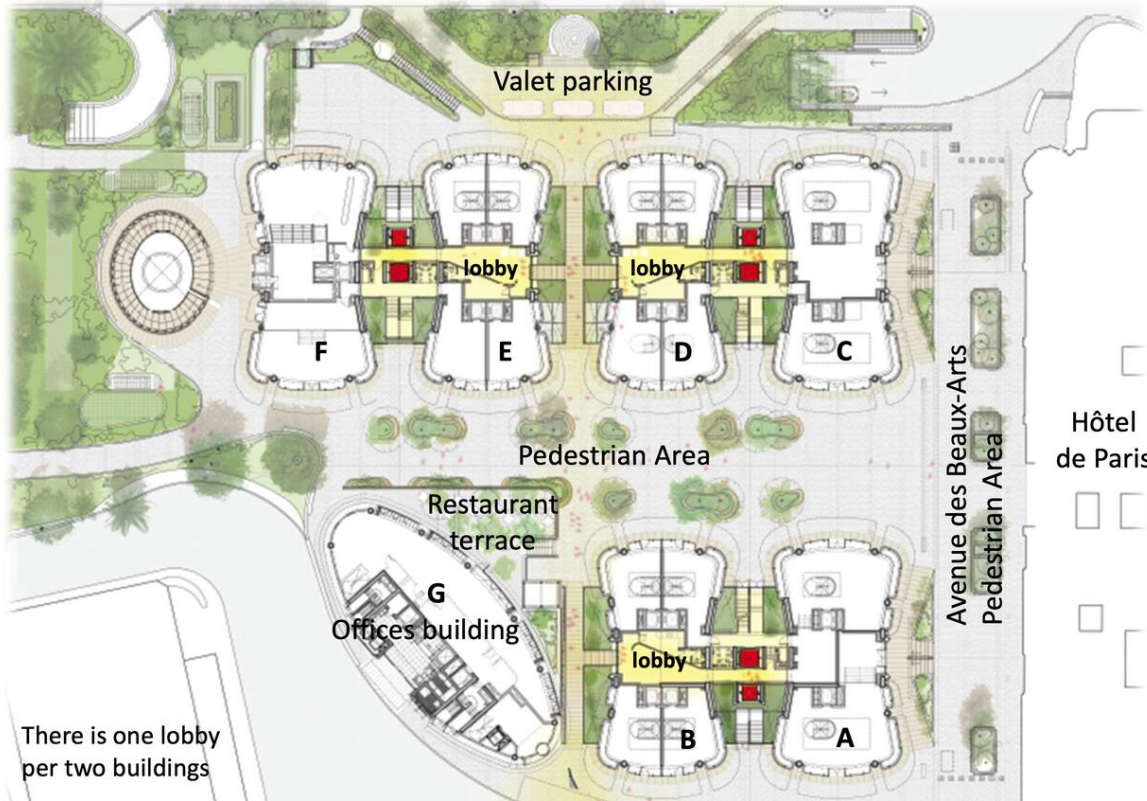 Valet parking
lobby
lobby
F
E
D
C
Pedestrian Area
Avenue des Beaux-Arts
Pedestrian Area
Hôtel
de Paris
Restaurant
terrace
G
Offices building
lobby
B
A
There is one lobby
per two buildings